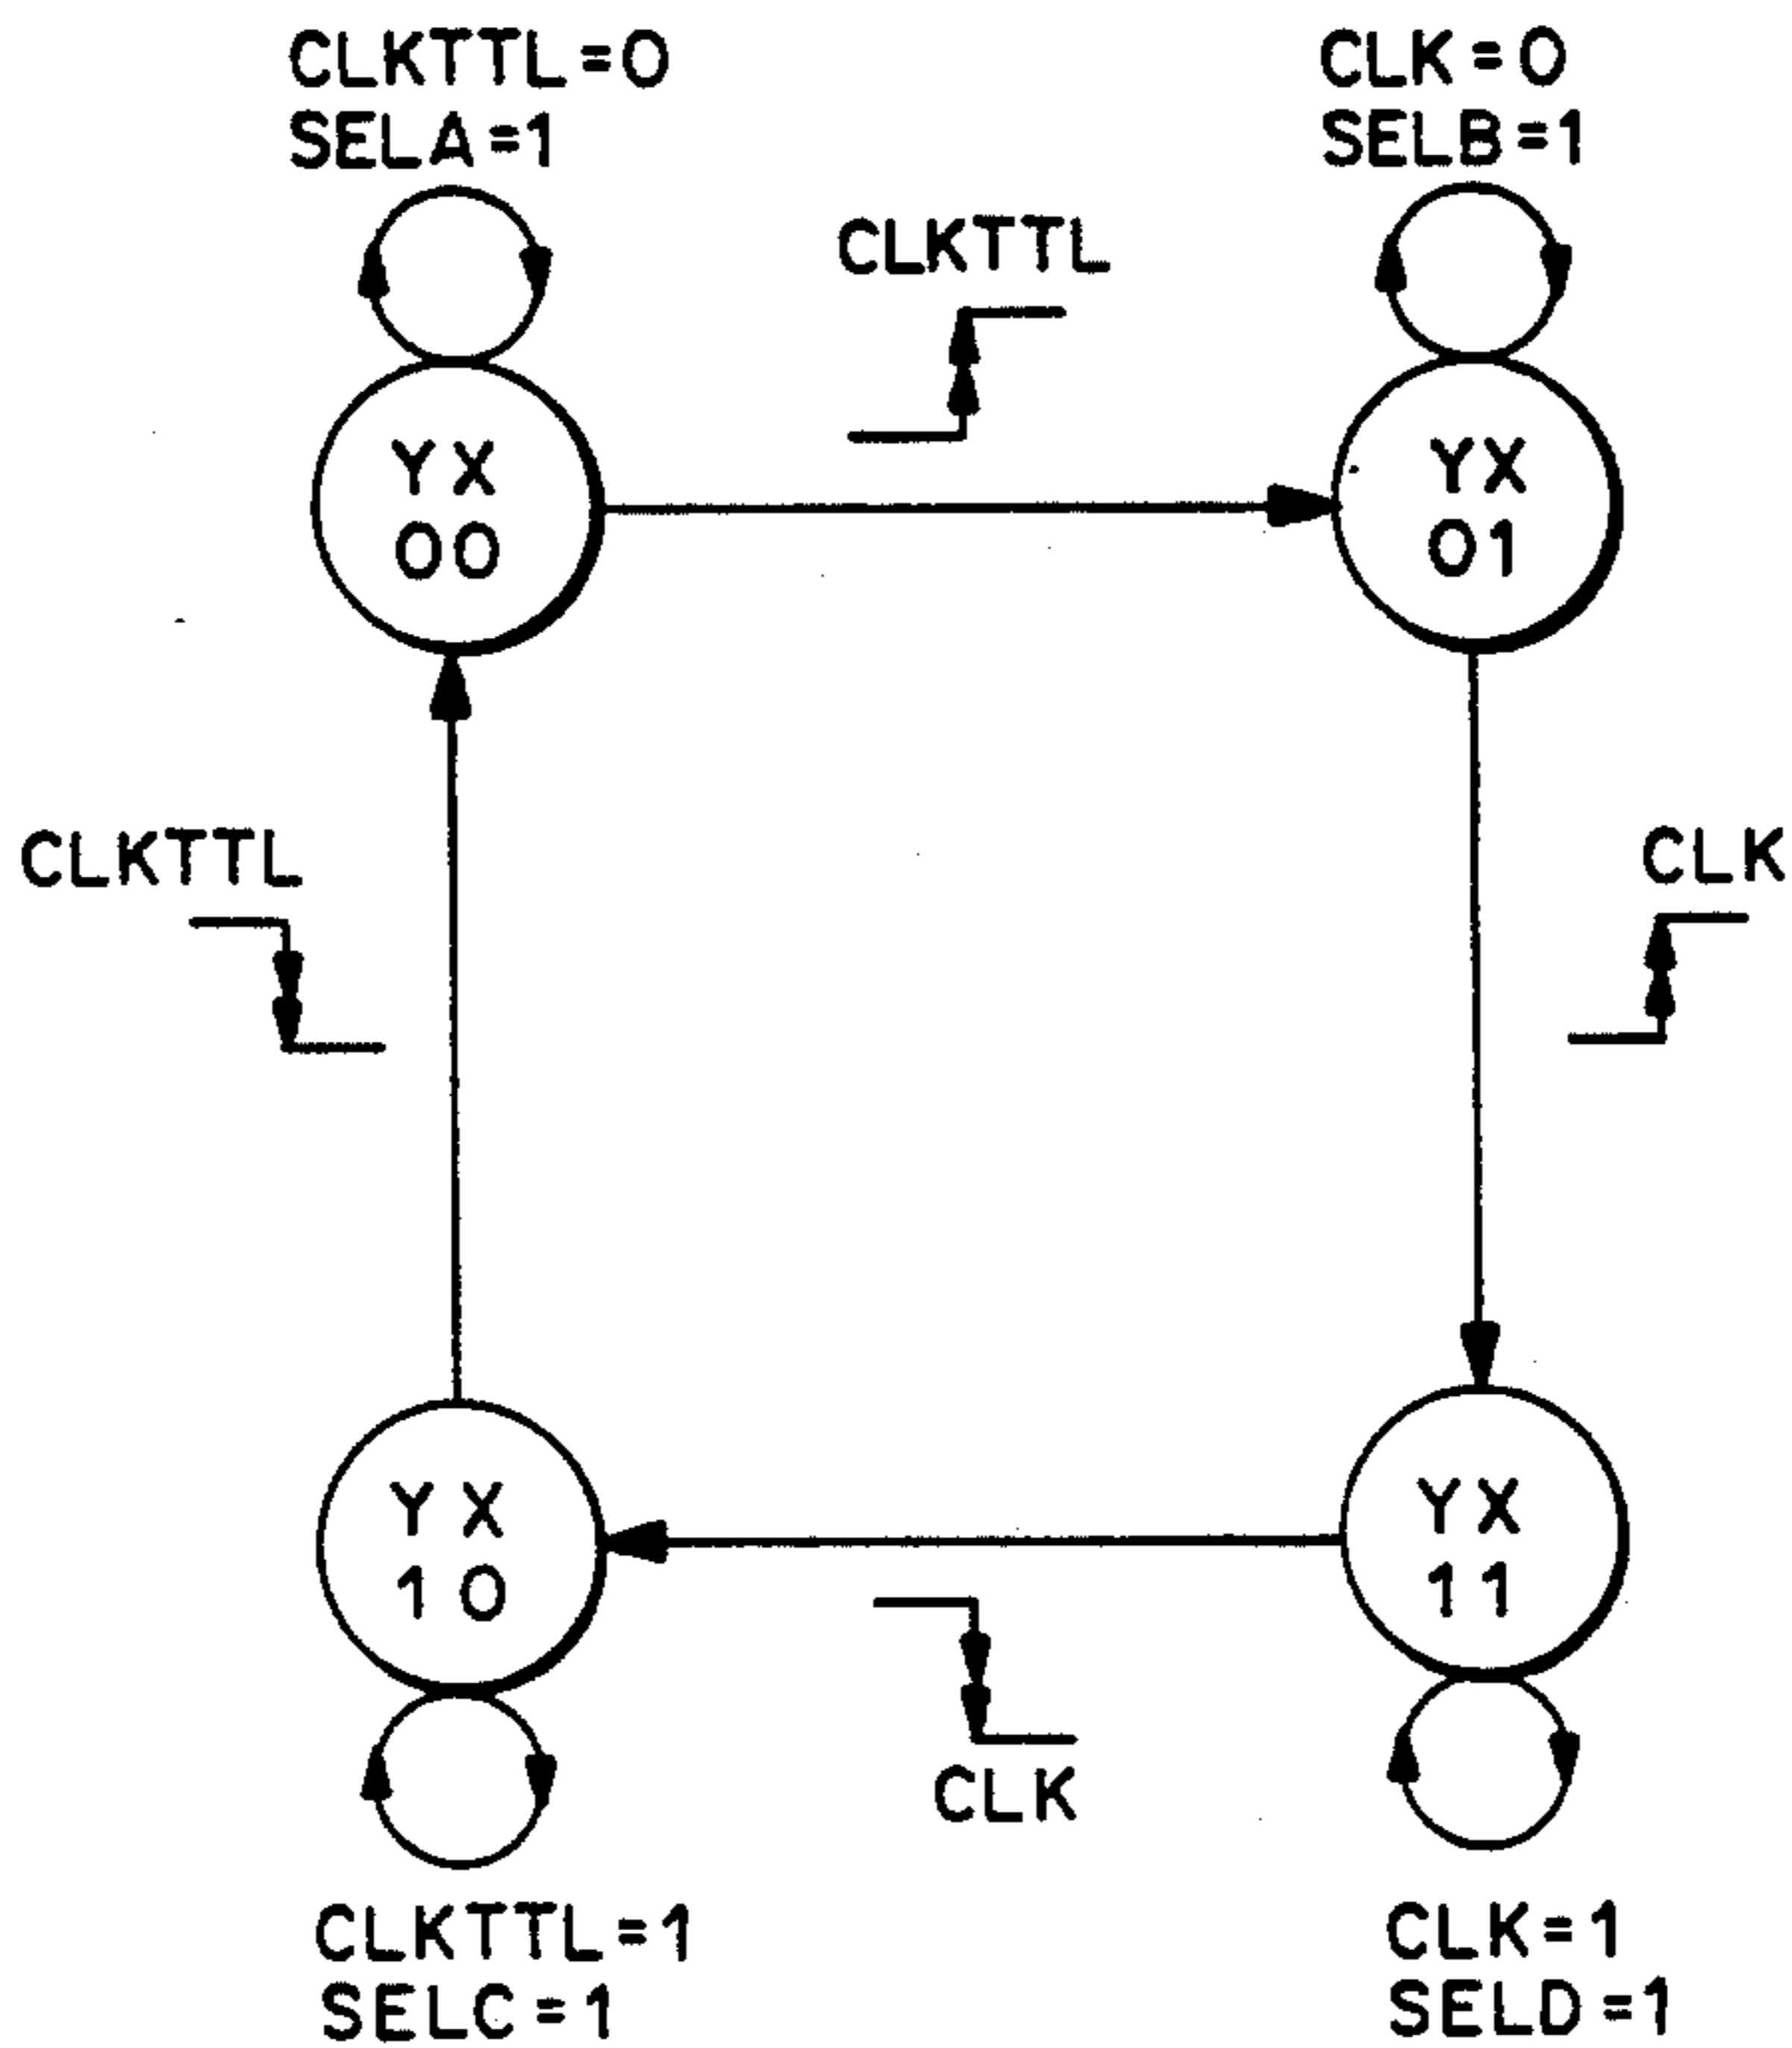 CLKTTL=0
SELA=1
CLK=0
SELB=1
CLKTTL
YX
00
YX
01
CLKTTL
CLK
YX
10
YX
11
CLK
CLKTTL=1
SELC=1
CLK=1
SELD=1